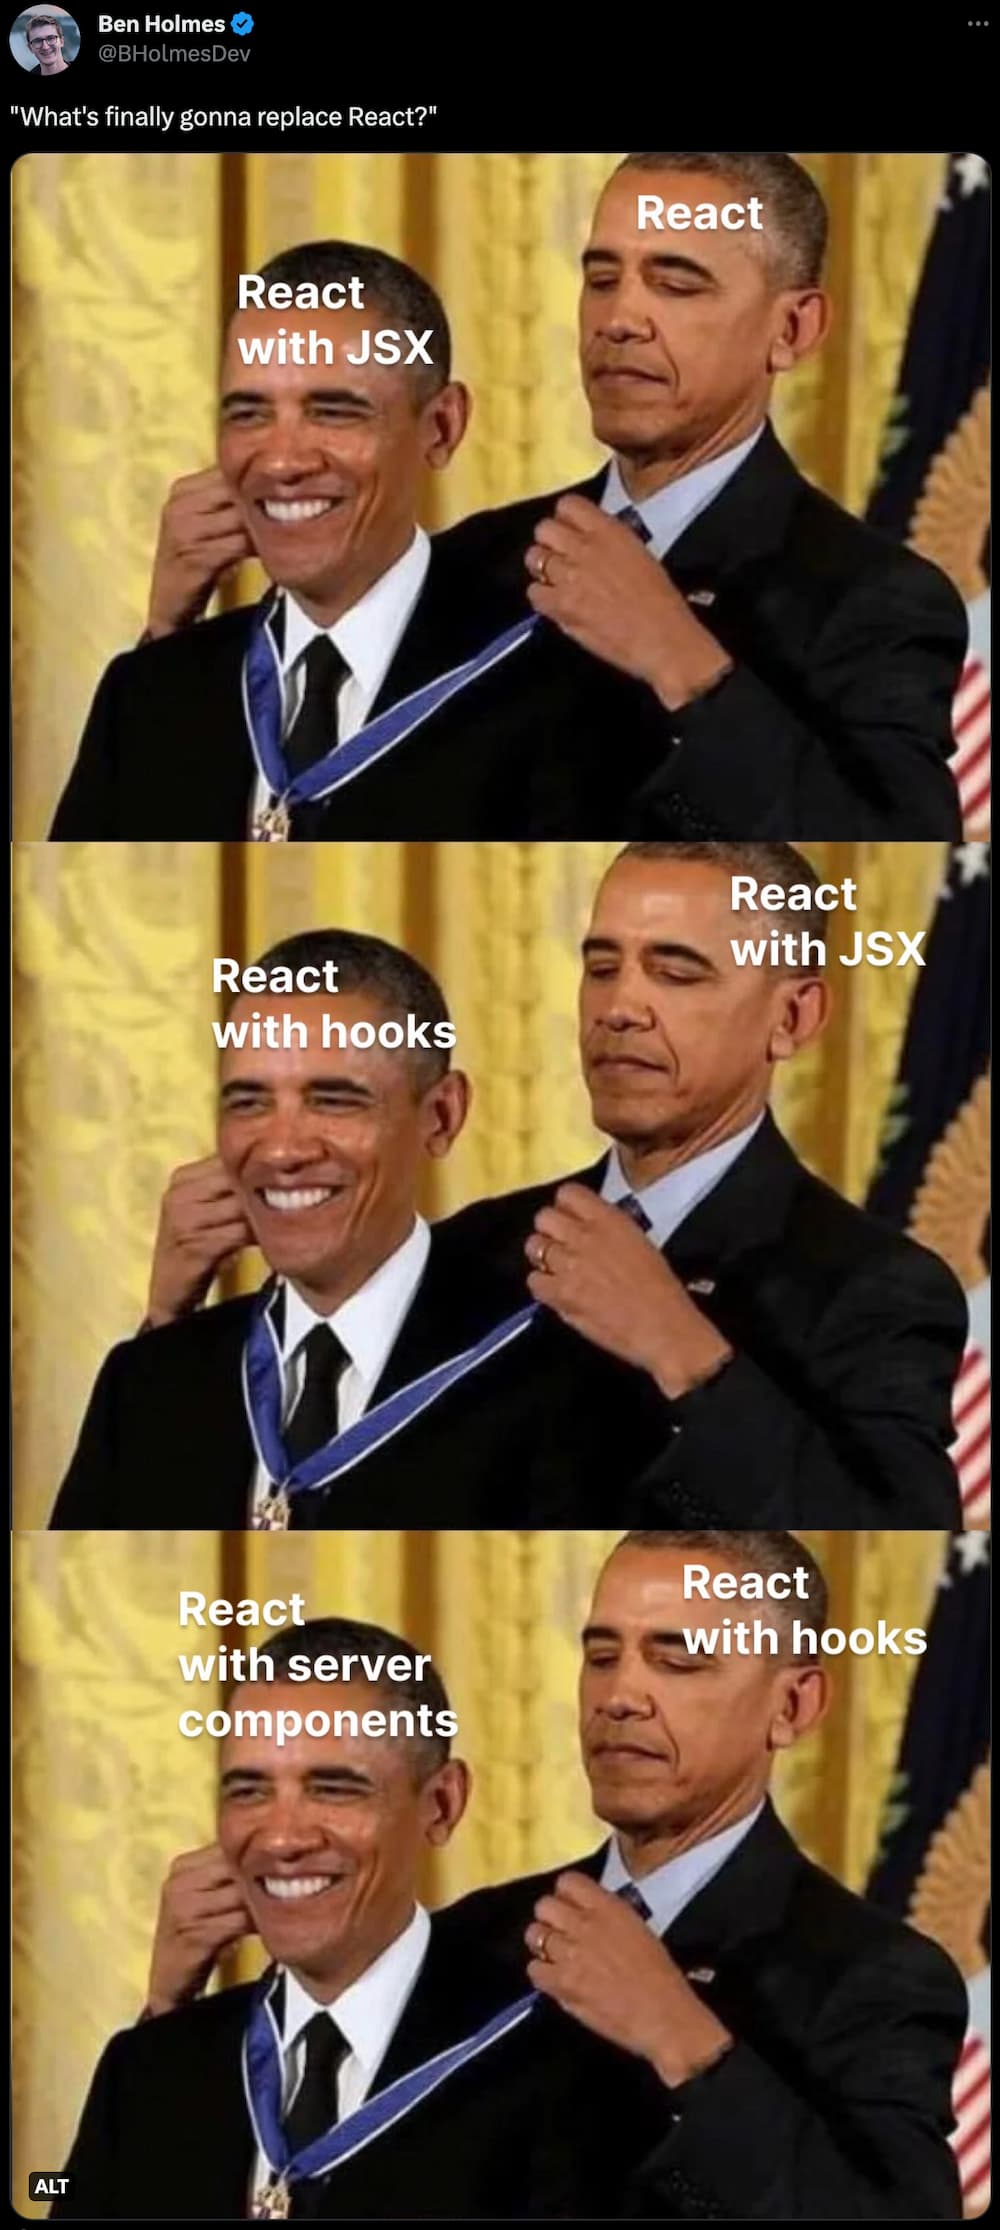 Ben Holmes
@BHolmesDev
"What's finally gonna replace React?"
React
React
with JSX
React
with JSX
React
with hooks
React
with hooks
React
with server
components
ALT